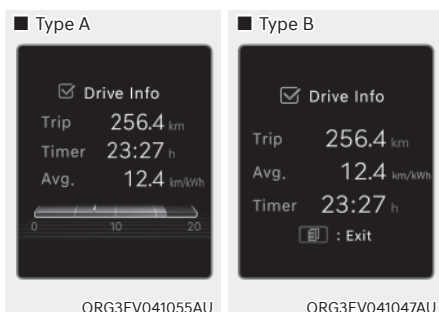 ■ Type A
Drive Info
Trip 256.4 km
Timer 23:27 h
Avg. 12.4 km/kWh
0 10 20
ORG3EV041055AU
■ Type B
Drive Info
Trip 256.4 km
Avg. 12.4 km/kWh
Timer 23:27 h
: Exit
ORG3EV041047AU